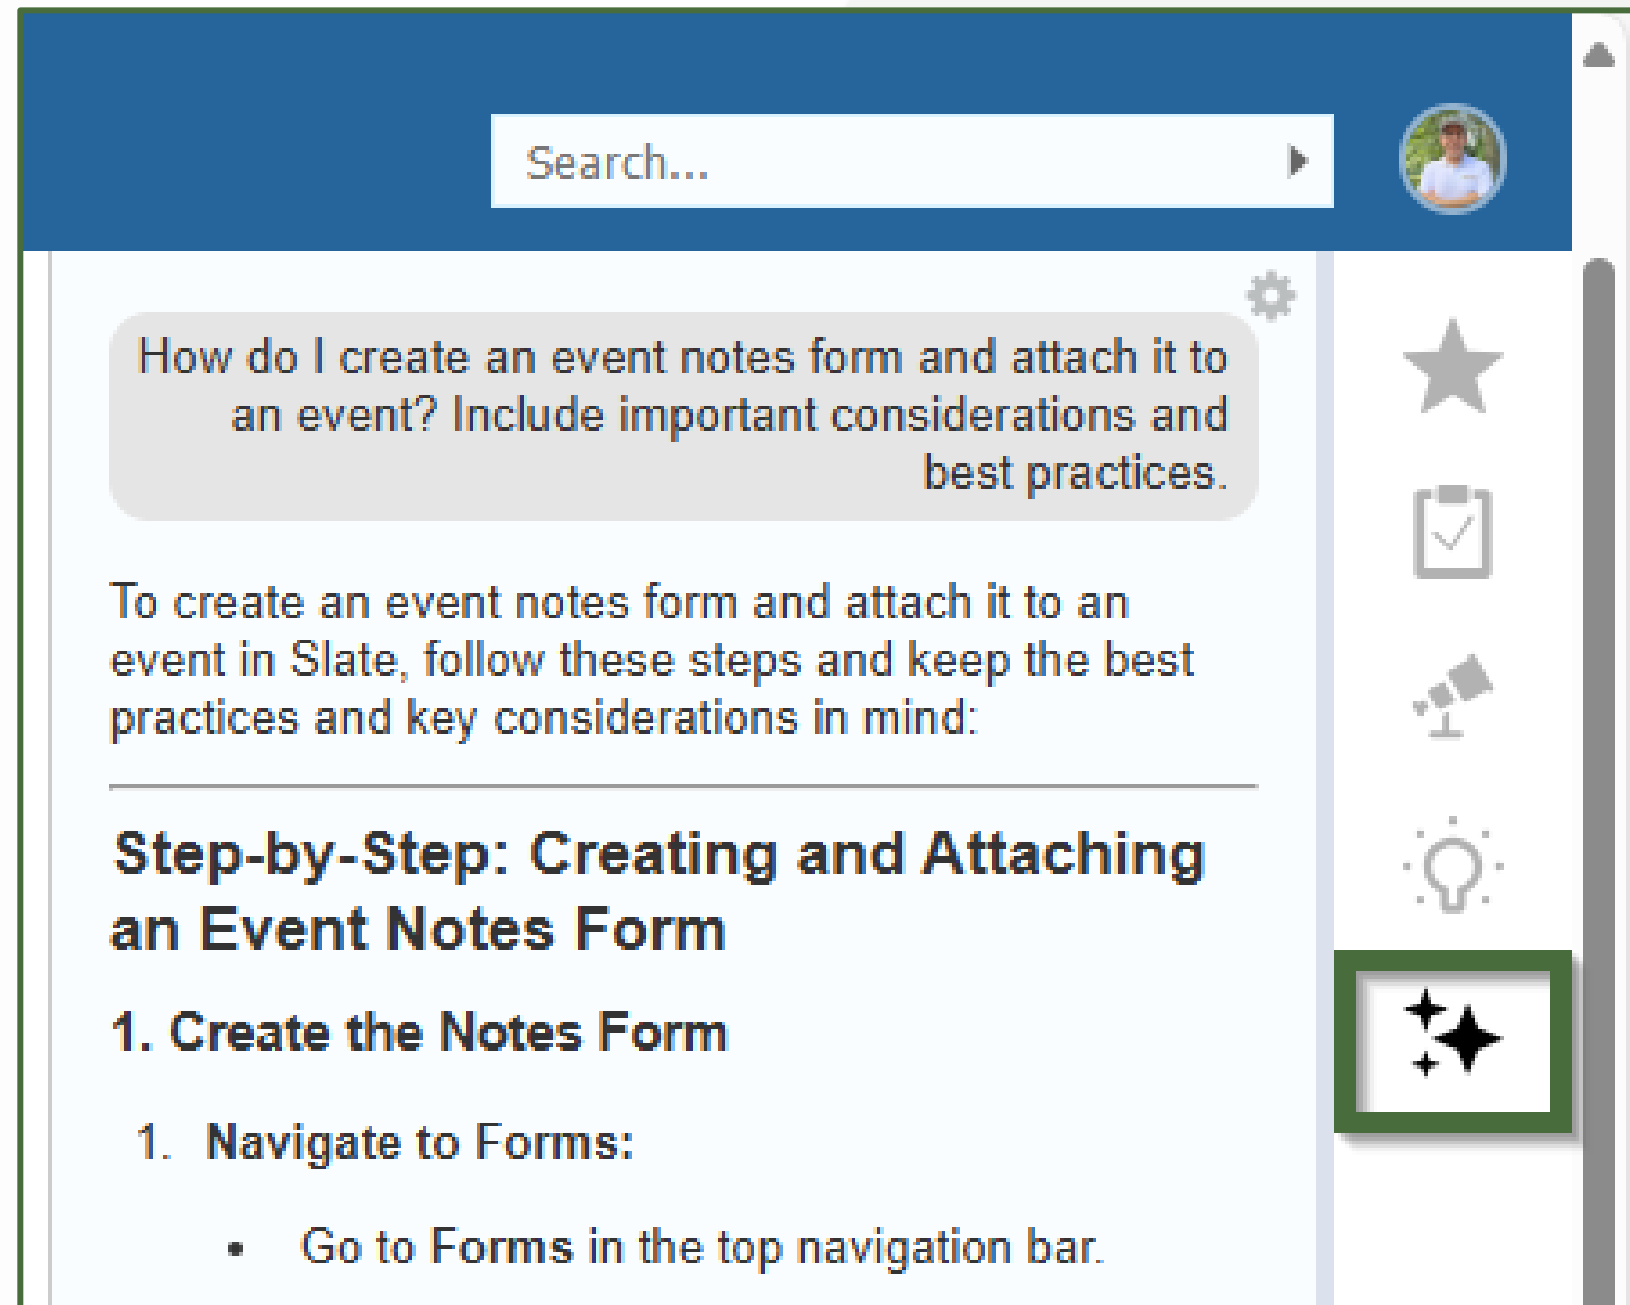 Search...
How do I create an event notes form and attach it to
an event? Include important considerations and
best practices.
To create an event notes form and attach it to an
event in Slate, follow these steps and keep the best
practices and key considerations in mind:
Step-by-Step: Creating and Attaching
an Event Notes Form
1. Create the Notes Form
1. Navigate to Forms:
• Go to Forms in the top navigation bar.